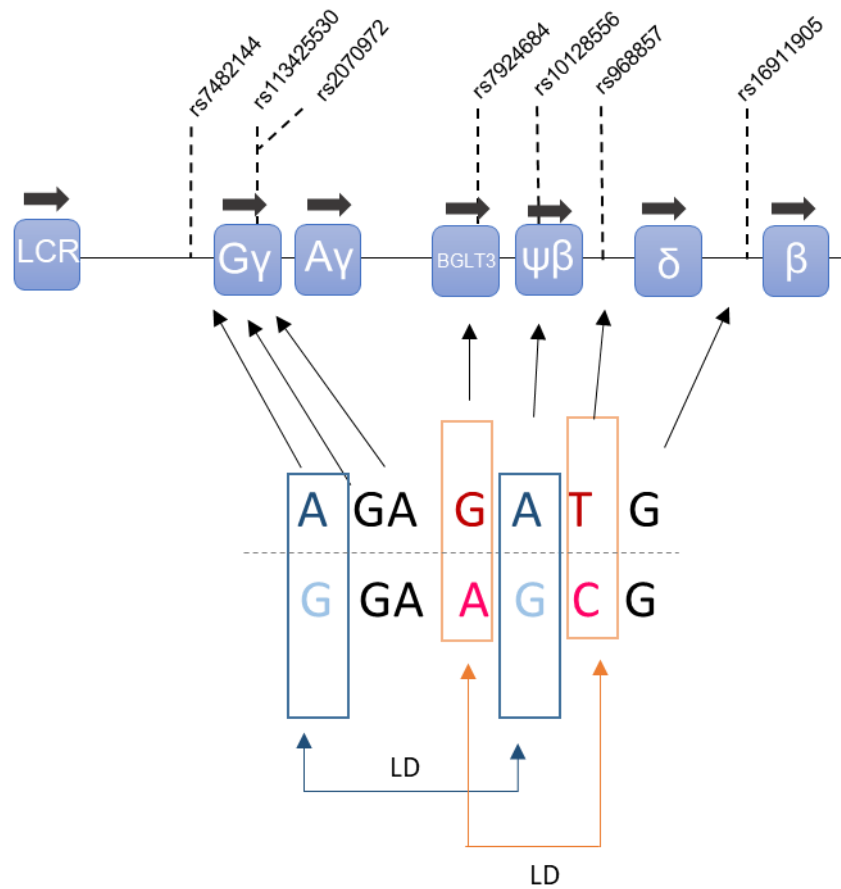 rs7482144
rs113425530
rs2070972
rs7924684
rs10128556
rs968857
rs16911905
LCR Gγ Aγ BGLT3 ψβ δ β
A GA G A T G
G GA A G C G
LD
LD